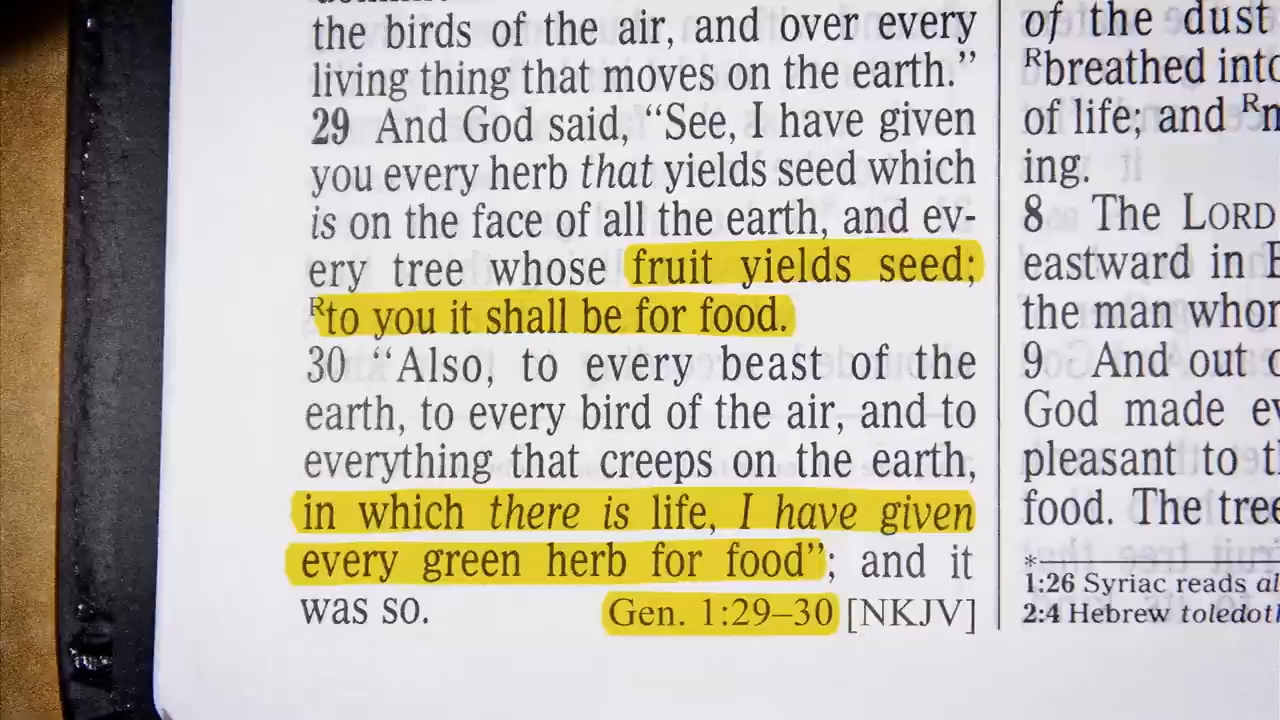 the birds of the air, and over every
living thing that moves on the earth.”
29 And God said, “See, I have given
you every herb that yields seed which
is on the face of all the earth, and ev-
ery tree whose fruit yields seed;
Rto you it shall be for food.
30 “Also, to every beast of the
earth, to every bird of the air, and to
everything that creeps on the earth,
in which there is life, I have given
every green herb for food”; and it
was so. Gen. 1:29–30 [NKJV]
of the dust
Rbreathed into
of life; and
ing.
8 The LORD
eastward in
the man whom
9 And out
God made
pleasant to
food. The tree
*
1:26 Syriac reads
2:4 Hebrew toledoth